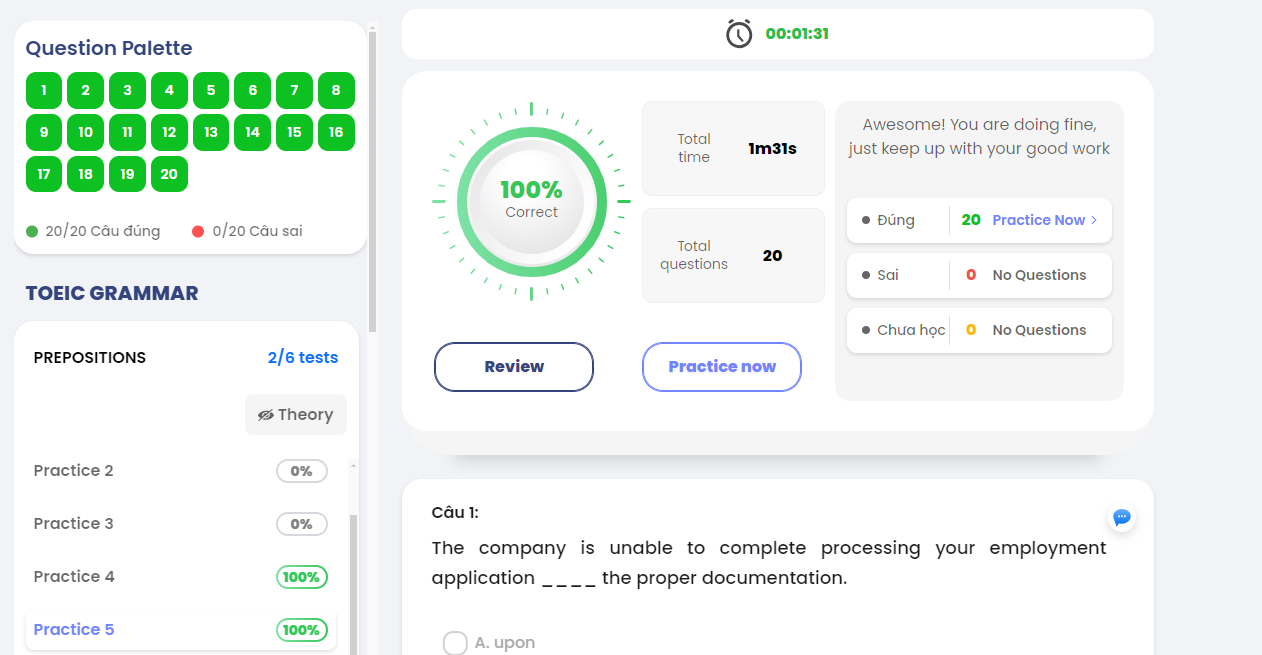 Question Palette
1 2 3 4 5 6 7 8
9 10 11 12 13 14 15 16
17 18 19 20
20/20 Câu đúng 0/20 Câu sai
TOEIC GRAMMAR
PREPOSITIONS 2/6 tests
Theory
Practice 2 0%
Practice 3 0%
Practice 4 100%
Practice 5 100%
00:01:31
100%
Correct
Total
time
1m31s
Total
questions
20
Review
Practice now
Awesome! You are doing fine,
just keep up with your good work
Đúng 20 Practice Now
Sai 0 No Questions
Chưa học 0 No Questions
Câu 1:
The company is unable to complete processing your employment
application ____ the proper documentation.
A. upon